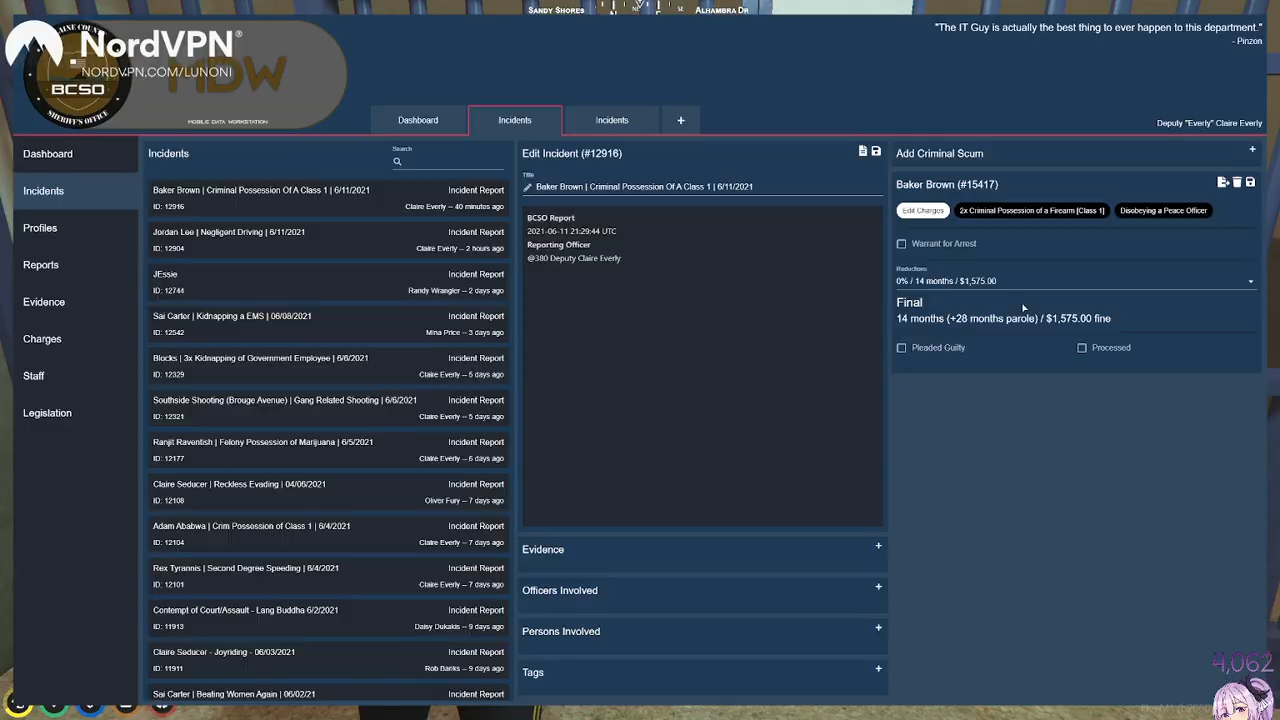 SANDY SHORES
SE
ALHAMBRA DR
NordVPN®
NORDVPN.COM/LUNONI
BCSO
SHERIFF'S OFFICE
MDW
MOBILE DATA WORKSTATION
"The IT Guy is actually the best thing to ever happen to this department."
- Pinzon
Dashboard
Incidents
Incidents
+
Deputy "Everly" Claire Everly
Dashboard
Incidents
Profiles
Reports
Evidence
Charges
Staff
Legislation
Incidents
Search
Baker Brown | Criminal Possession Of A Class 1 | 6/11/2021 Incident Report
ID: 12916 Claire Everly -- 40 minutes ago
Jordan Lee | Negligent Driving | 6/11/2021 Incident Report
ID: 12904 Claire Everly -- 2 hours ago
JEssie Incident Report
ID: 12744 Randy Wrangler -- 2 days ago
Sai Carter | Kidnapping a EMS | 06/08/2021 Incident Report
ID: 12542 Mina Price -- 3 days ago
Blocks | 3x Kidnapping of Government Employee | 6/6/2021 Incident Report
ID: 12329 Claire Everly -- 5 days ago
Southside Shooting (Brouge Avenue) | Gang Related Shooting | 6/6/2021 Incident Report
ID: 12321 Claire Everly -- 5 days ago
Ranjit Raventish | Felony Possession of Marijuana | 6/5/2021 Incident Report
ID: 12177 Claire Everly -- 6 days ago
Claire Seducer | Reckless Evading | 04/06/2021 Incident Report
ID: 12108 Oliver Fury -- 7 days ago
Adam Ababwa | Crim Possession of Class 1 | 6/4/2021 Incident Report
ID: 12104 Claire Everly -- 7 days ago
Rex Tyrannis | Second Degree Speeding | 6/4/2021 Incident Report
ID: 12101 Claire Everly -- 7 days ago
Contempt of Court/Assault - Lang Buddha 6/2/2021 Incident Report
ID: 11913 Daisy Dukakis -- 9 days ago
Claire Seducer - Joyriding - 06/03/2021 Incident Report
ID: 11911 Rob Banks -- 9 days ago
Sai Carter | Beating Women Again | 06/02/21 Incident Report
Edit Incident (#12916)
Title
Baker Brown | Criminal Possession Of A Class 1 | 6/11/2021
BCSO Report
2021-06-11 21:29:44 UTC
Reporting Officer
@380 Deputy Claire Everly
Evidence +
Officers Involved +
Persons Involved +
Tags +
Add Criminal Scum +
Baker Brown (#15417)
Edit Charges 2x Criminal Possession of a Firearm [Class 1] Disobeying a Peace Officer
Warrant for Arrest
Reductions
0% / 14 months / $1,575.00
Final
14 months (+28 months parole) / $1,575.00 fine
Pleaded Guilty Processed
4,062